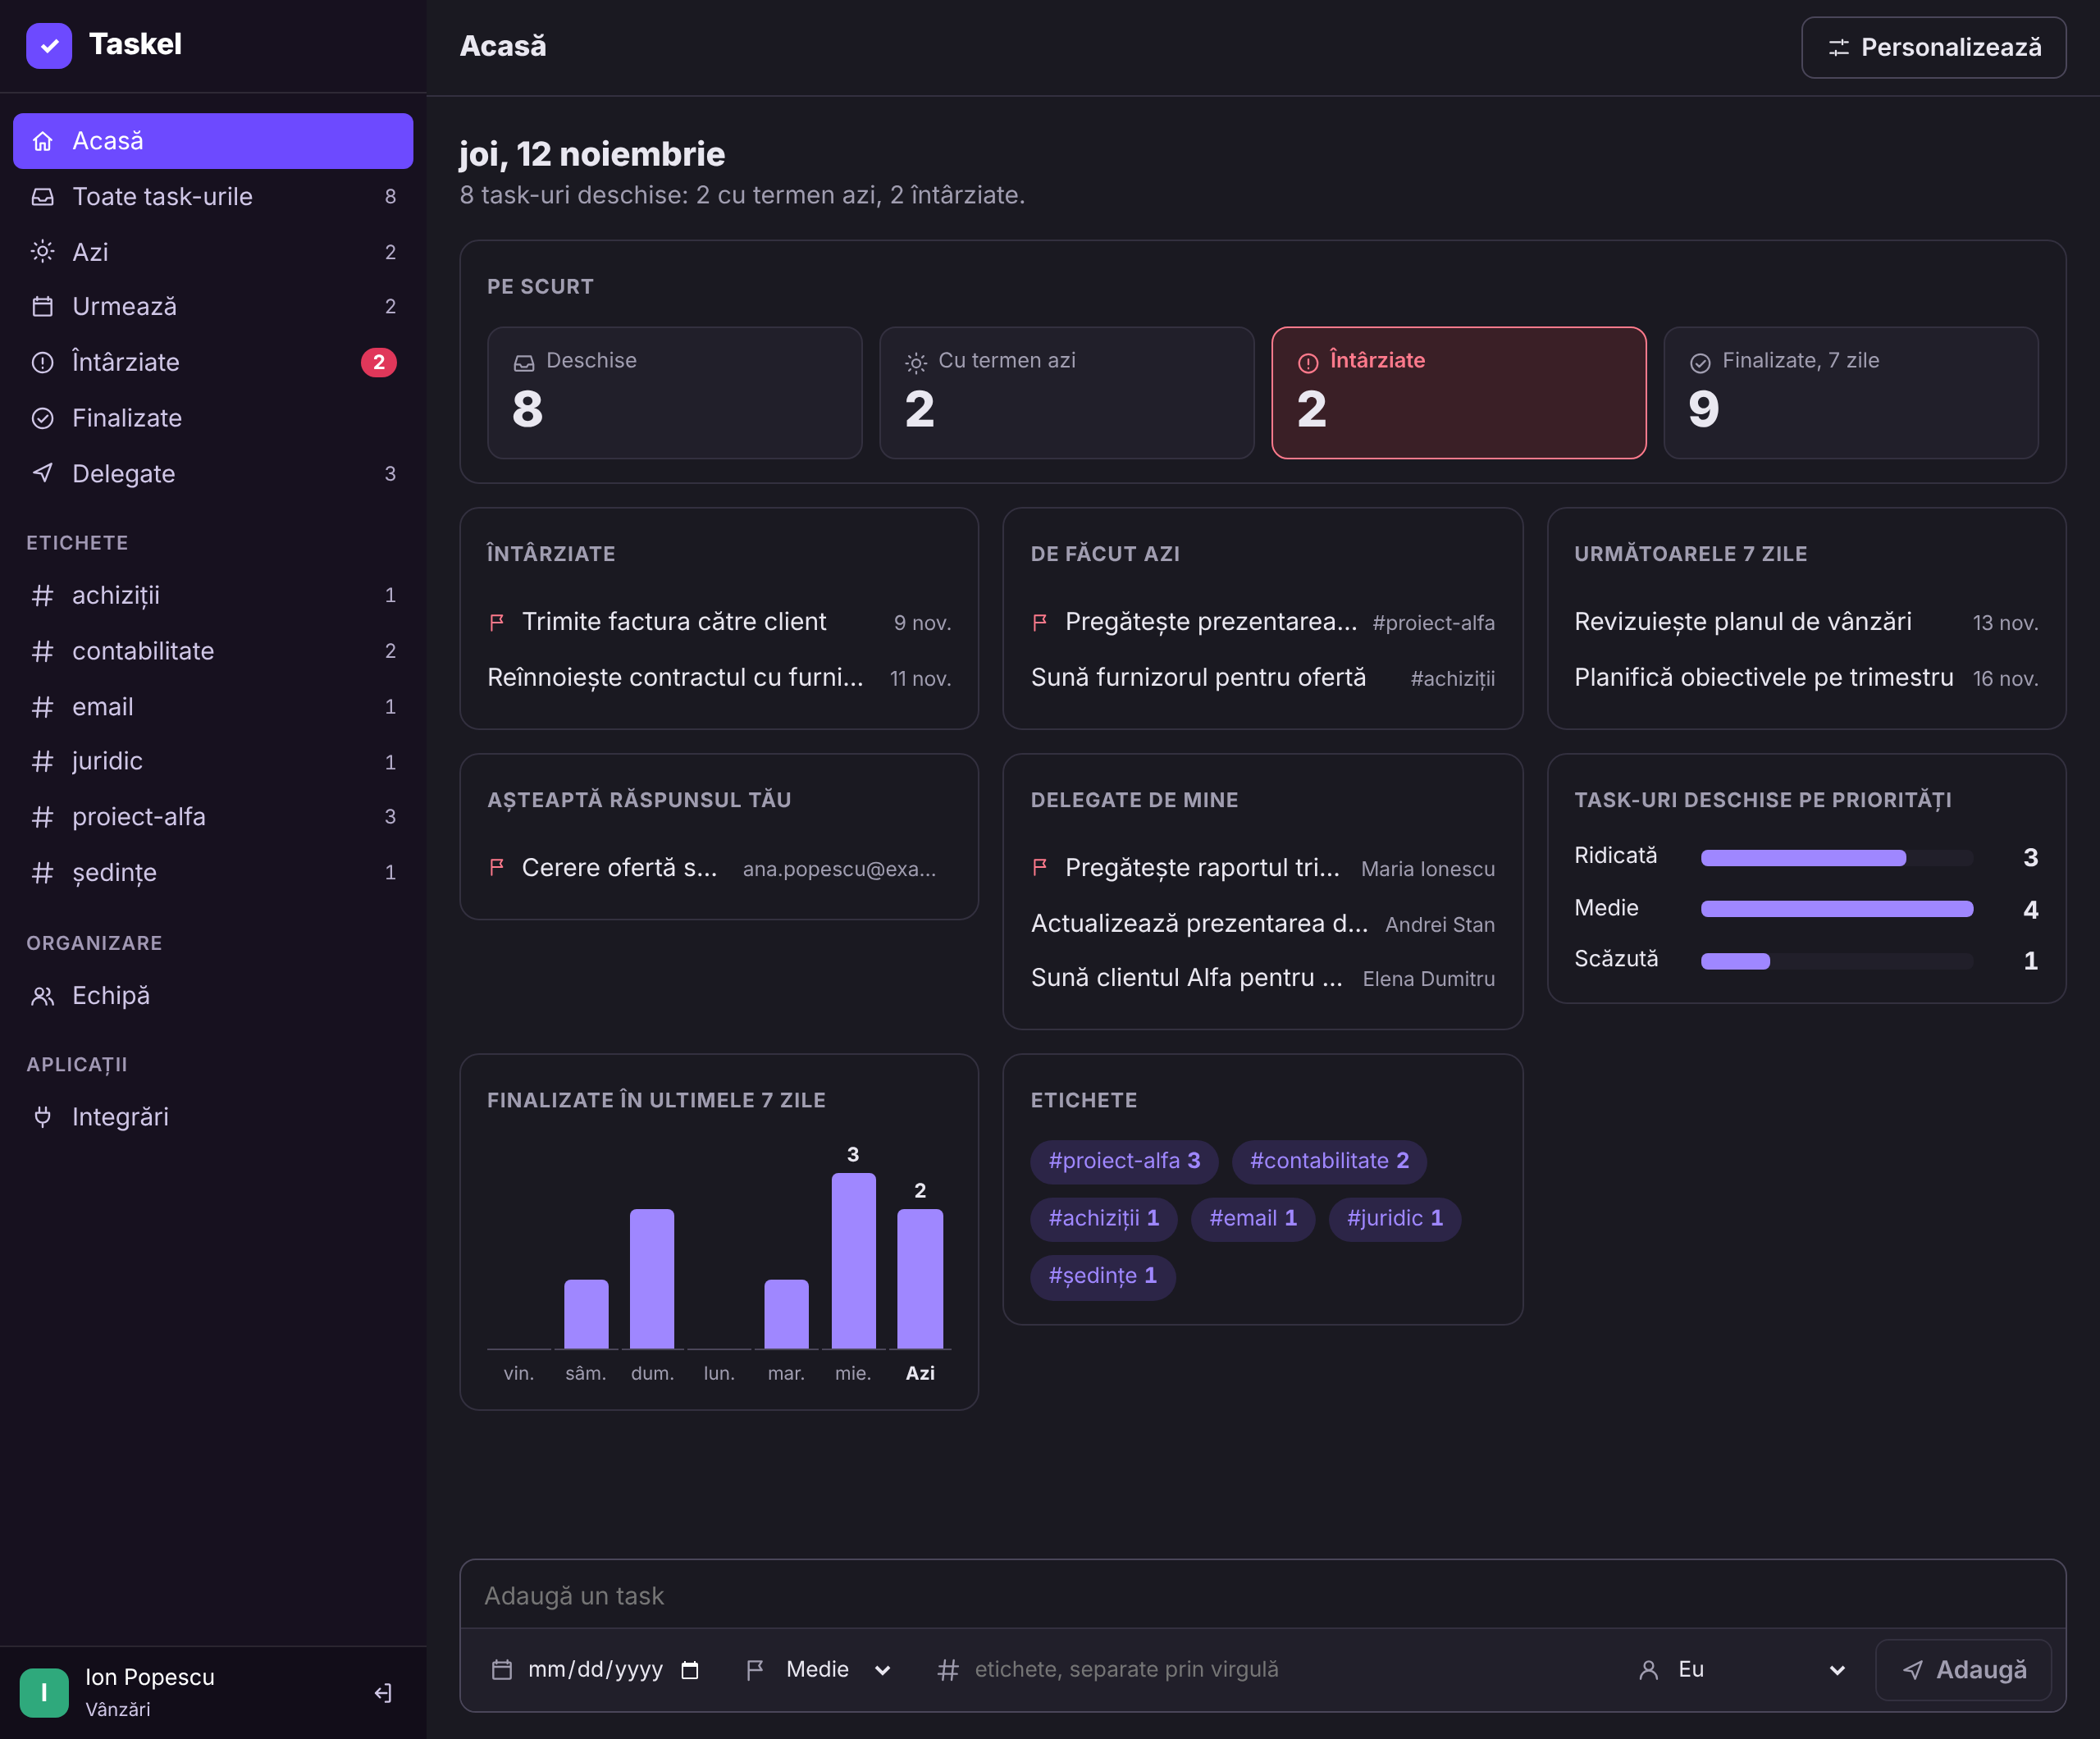 Taskel
Acasă
Toate task-urile 8
Azi 2
Urmează 2
Întârziate 2
Finalizate
Delegate 3
ETICHETE
achiziții 1
contabilitate 2
email 1
juridic 1
proiect-alfa 3
ședințe 1
ORGANIZARE
Echipă
APLICAȚII
Integrări
I
Ion Popescu
Vânzări
Acasă
Personalizează
joi, 12 noiembrie
8 task-uri deschise: 2 cu termen azi, 2 întârziate.
PE SCURT
Deschise
8
Cu termen azi
2
Întârziate
2
Finalizate, 7 zile
9
ÎNTÂRZIATE
Trimite factura către client 9 nov.
Reînnoiește contractul cu furni... 11 nov.
DE FĂCUT AZI
Pregătește prezentarea... #proiect-alfa
Sună furnizorul pentru ofertă #achiziții
URMĂTOARELE 7 ZILE
Revizuiește planul de vânzări 13 nov.
Planifică obiectivele pe trimestru 16 nov.
AȘTEAPTĂ RĂSPUNSUL TĂU
Cerere ofertă s... ana.popescu@exa...
DELEGATE DE MINE
Pregătește raportul tri... Maria Ionescu
Actualizează prezentarea d... Andrei Stan
Sună clientul Alfa pentru ... Elena Dumitru
TASK-URI DESCHISE PE PRIORITĂȚI
Ridicată 3
Medie 4
Scăzută 1
FINALIZATE ÎN ULTIMELE 7 ZILE
3
2
vin. sâm. dum. lun. mar. mie. Azi
ETICHETE
#proiect-alfa 3 #contabilitate 2
#achiziții 1 #email 1 #juridic 1
#ședințe 1
Adaugă un task
mm/dd/yyyy Medie etichete, separate prin virgulă Eu Adaugă